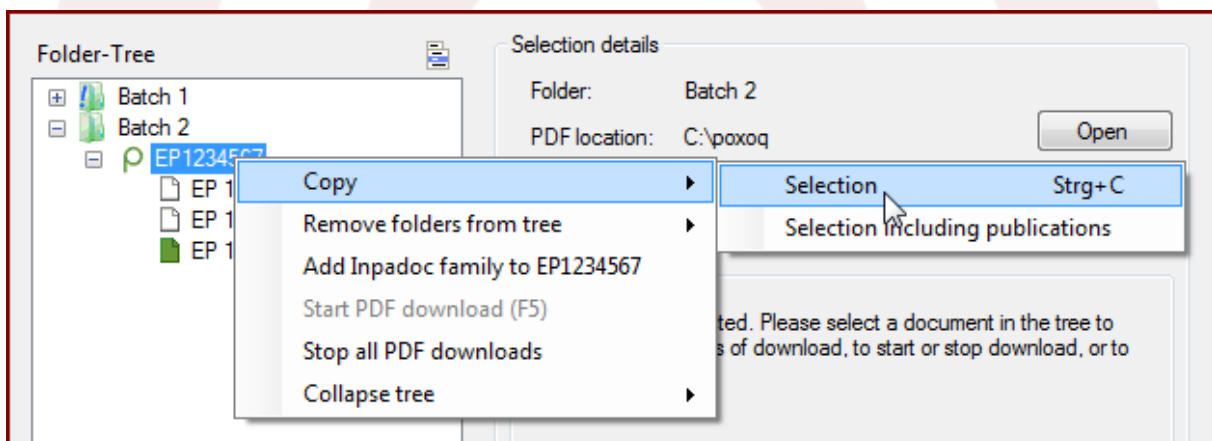 Folder-Tree
Batch 1
Batch 2
EP1234567
EP 1
EP 1
EP 1
Copy
Remove folders from tree
Add Inpadoc family to EP1234567
Start PDF download (F5)
Stop all PDF downloads
Collapse tree
Selection Strg+C
Selection including publications
Selection details
Folder: Batch 2
PDF location: C:\poxoq
Open
ted. Please select a document in the tree to
s of download, to start or stop download, or to